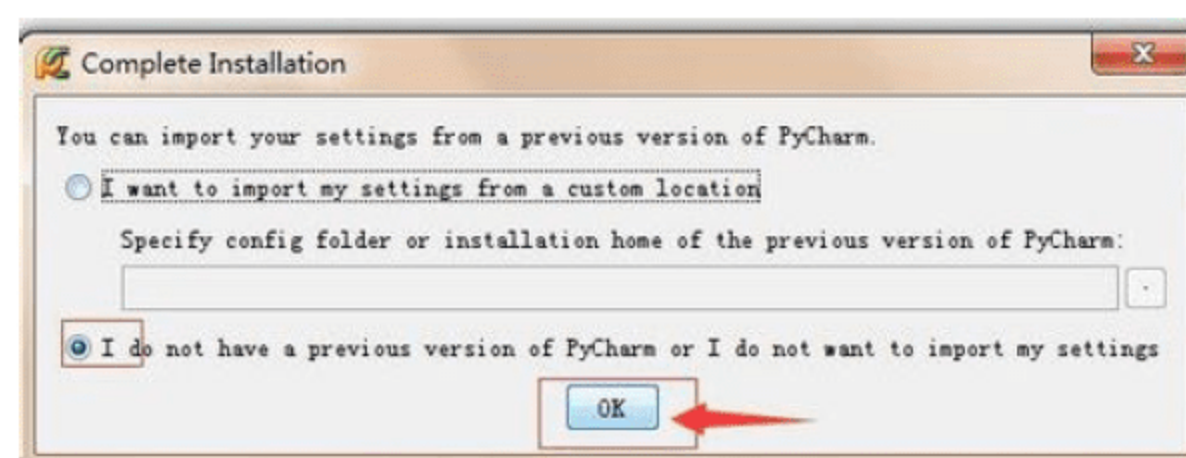 Complete Installation
You can import your settings from a previous version of PyCharm.
I want to import my settings from a custom location
Specify config folder or installation home of the previous version of PyCharm:
I do not have a previous version of PyCharm or I do not want to import my settings
OK